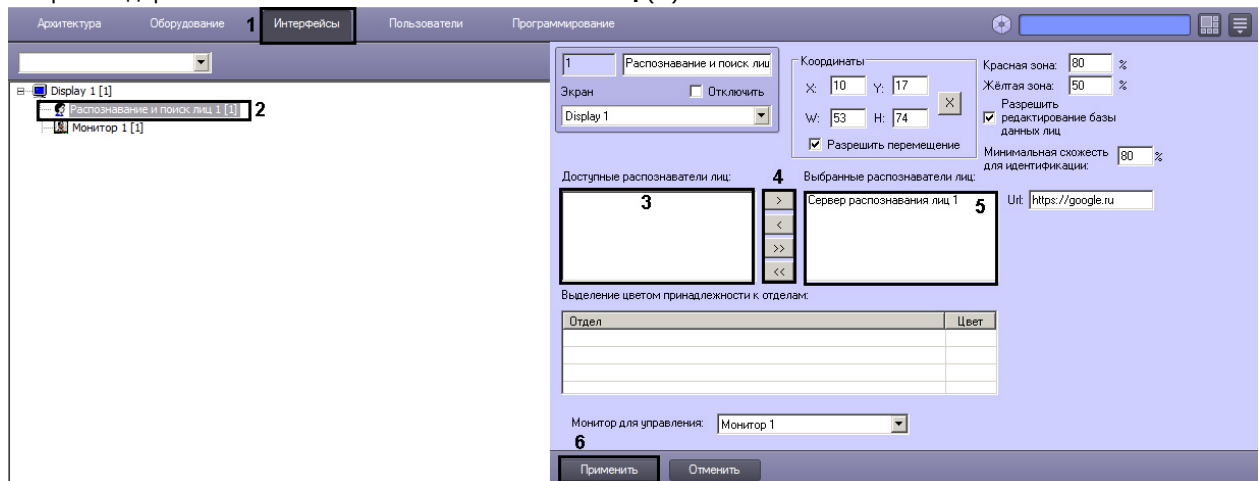 Архитектура Оборудование 1 Интерфейсы Пользователи Программирование
Display 1 [1]
Распознавание и поиск лиц 1 [1] 2
Монитор 1 [1]
1 Распознавание и поиск лиц
Экран Отключить
Display 1
Координаты
X: 10 Y: 17 X
W: 53 H: 74
Разрешить перемещение
Красная зона: 80 %
Жёлтая зона: 50 %
Разрешить
редактирование базы
данных лиц
Минимальная схожесть 80 %
для идентификации:
Доступные распознаватели лиц: 4 Выбранные распознаватели лиц:
3 > Сервер распознавания лиц 1 5 Url: https://google.ru
<
>>
<<
Выделение цветом принадлежности к отделам:
Отдел Цвет
Монитор для управления: Монитор 1
6
Применить Отменить